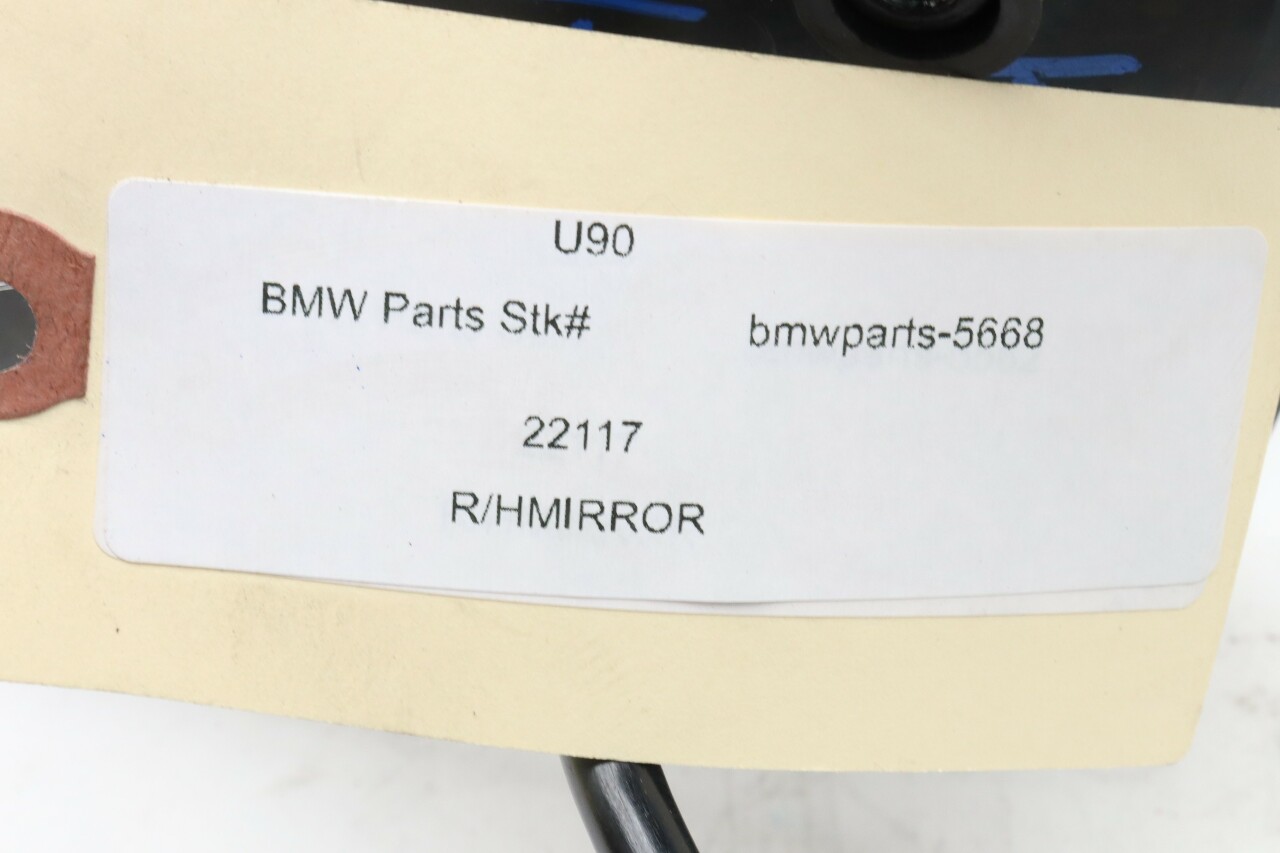 U90
BMW Parts Stk# bmwparts-5668
22117
R/HMIRROR